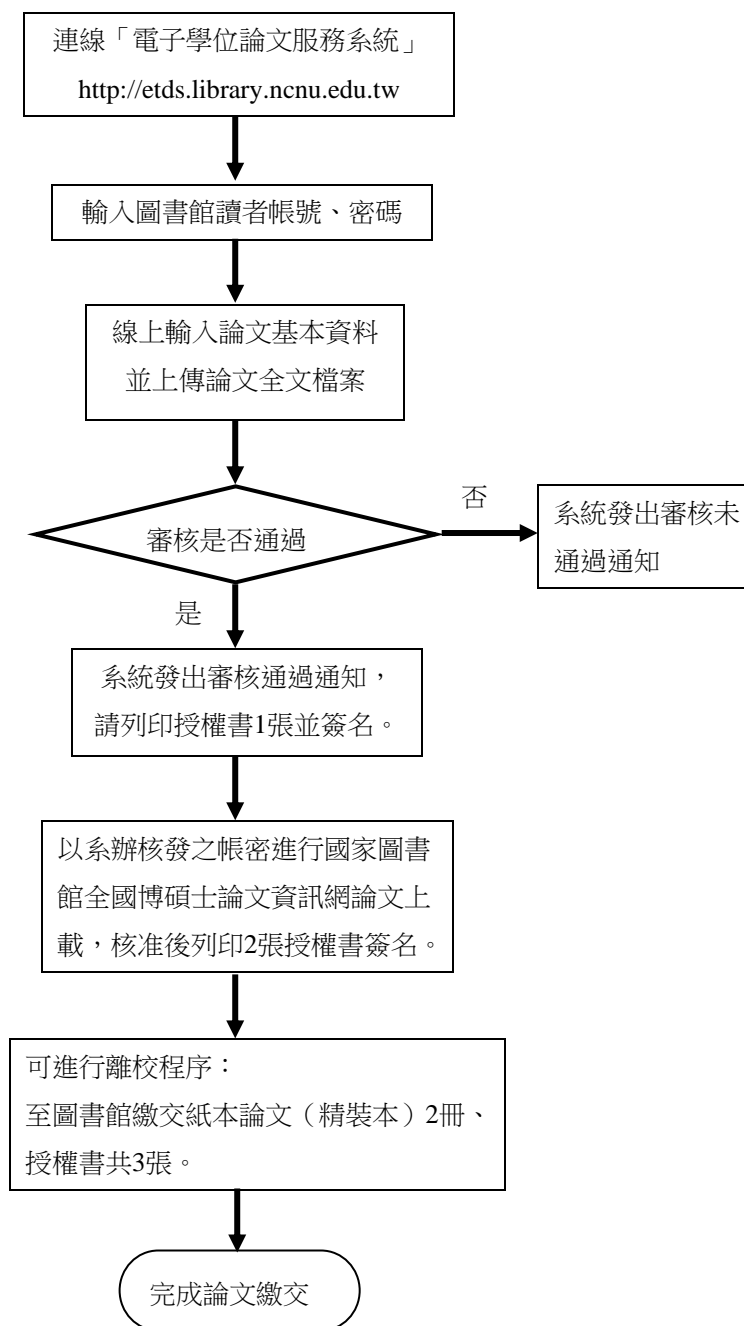 連線「電子學位論文服務系統」
http://etds.library.ncnu.edu.tw
輸入圖書館讀者帳號、密碼
線上輸入論文基本資料
並上傳論文全文檔案
審核是否通過
否
系統發出審核未
通過通知
是
系統發出審核通過通知，
請列印授權書1張並簽名。
以系辦核發之帳密進行國家圖書
館全國博碩士論文資訊網論文上
載，核准後列印2張授權書簽名。
可進行離校程序：
至圖書館繳交紙本論文（精裝本）2冊、
授權書共3張。
完成論文繳交